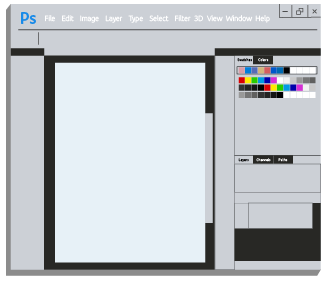 Ps File Edit Image Layer Type Select Filter 3D View Window Help
Swatches Colors
Layers Channels Paths